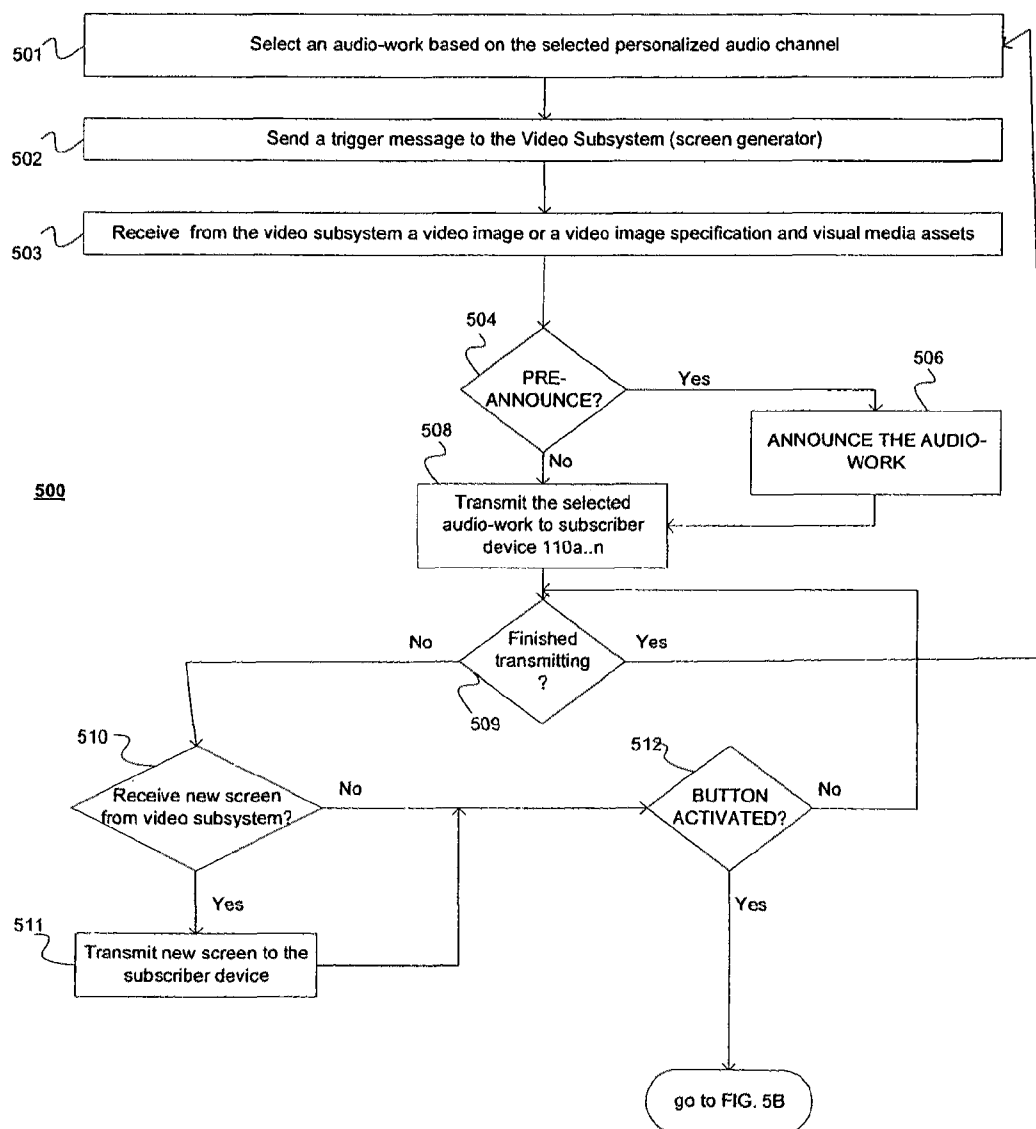 501
Select an audio-work based on the selected personalized audio channel
502
Send a trigger message to the Video Subsystem (screen generator)
503
Receive from the video subsystem a video image or a video image specification and visual media assets
504
PRE-
ANNOUNCE?
Yes
506
ANNOUNCE THE AUDIO-
WORK
No
508
500
Transmit the selected
audio-work to subscriber
device 110a..n
No
Finished
transmitting
?
Yes
509
510
Receive new screen
from video subsystem?
No
512
BUTTON
ACTIVATED?
No
Yes
Yes
511
Transmit new screen to the
subscriber device
go to FIG. 5B